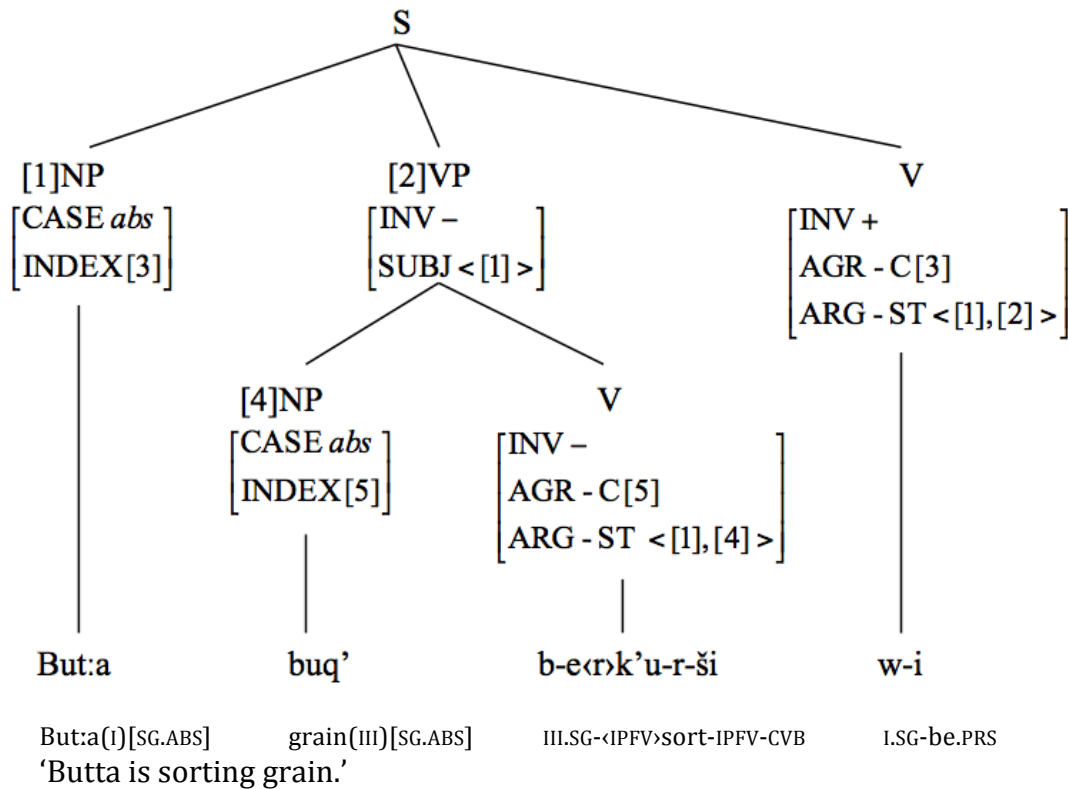 S
[1]NP [2]VP V
[CASE abs] [INV – ] [INV +
INDEX[3]] [SUBJ < [1] >] AGR - C[3]
ARG - ST < [1], [2] >]
[4]NP V
[CASE abs] [INV –
INDEX[5]] AGR - C[5]
ARG - ST < [1], [4] >]
But:a buq’ b-e‹r›k’u-r-ši w-i
But:a(I)[SG.ABS] grain(III)[SG.ABS] III.SG-‹IPFV›sort-IPFV-CVB I.SG-be.PRS
‘Butta is sorting grain.’